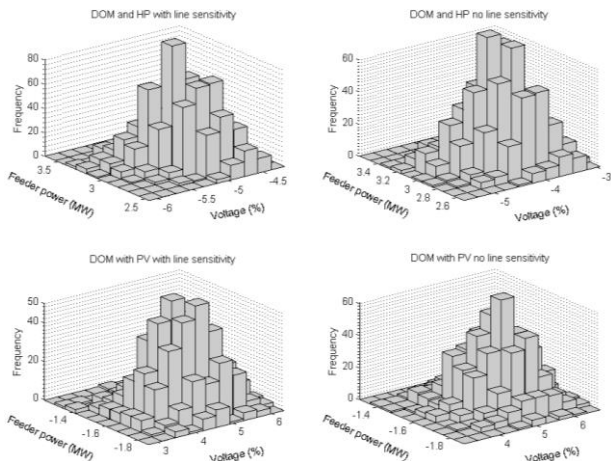 DOM and HP with line sensitivity
80
60
40
20
0
Frequency
3.5
3
2.5
Feeder power (MW)
-6
-5.5
-5
-4.5
Voltage (%)
DOM and HP no line sensitivity
60
40
20
0
Frequency
3.4
3.2
3
2.8
2.6
Feeder power (MW)
-5
-4
-3
Voltage (%)
DOM with PV with line sensitivity
50
40
20
0
Frequency
-1.4
-1.6
-1.8
Feeder power (MW)
3
4
5
6
Voltage (%)
DOM with PV no line sensitivity
60
40
20
0
Frequency
-1.4
-1.6
-1.8
Feeder power (MW)
4
5
6
Voltage (%)